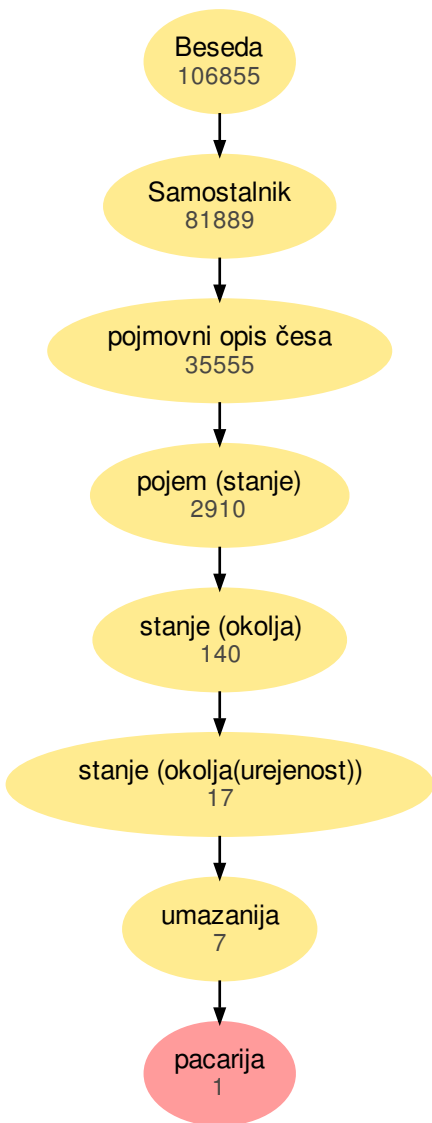 Beseda
106855
Samostalnik
81889
pojmovni opis česa
35555
pojem (stanje)
2910
stanje (okolja)
140
stanje (okolja(urejenost))
17
umazanija
7
pacarija
1